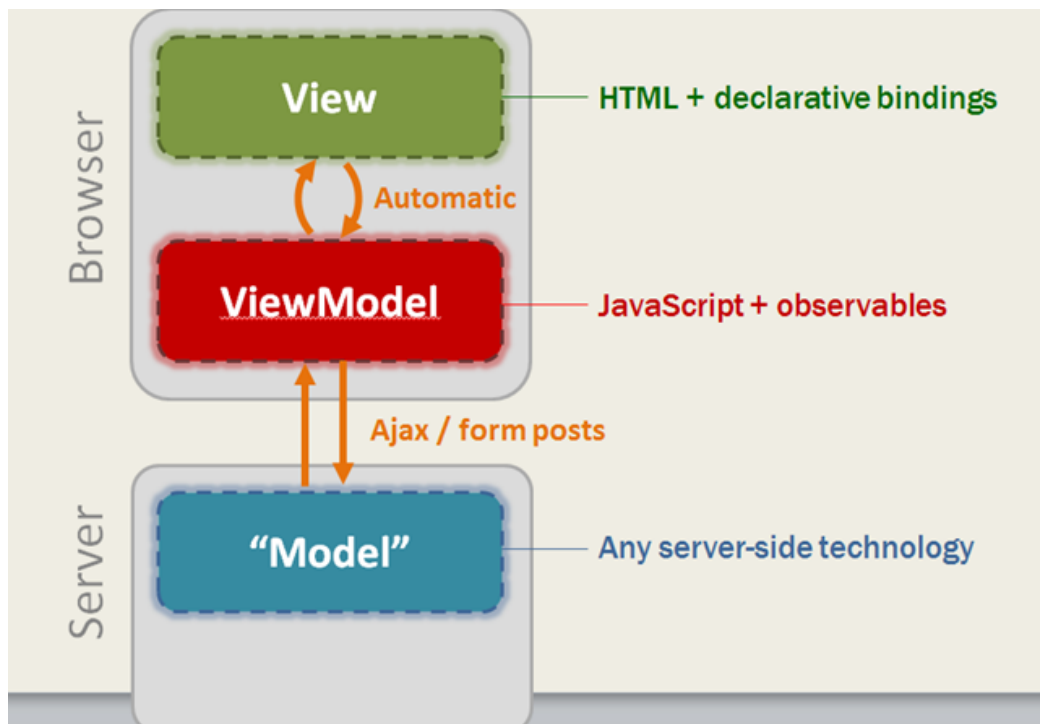 Browser
View
HTML + declarative bindings
Automatic
ViewModel
JavaScript + observables
Ajax / form posts
Server
“Model”
Any server-side technology